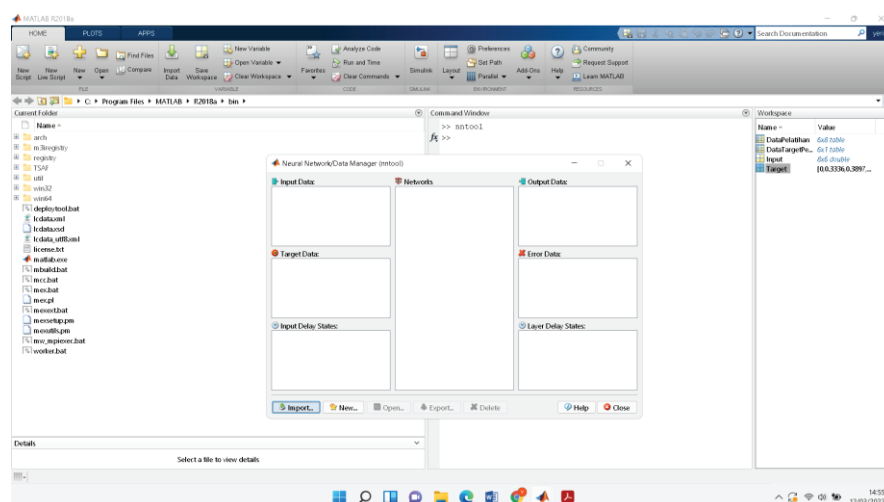 MATLAB R2018a
HOME PLOTS APPS
Search Documentation
New Script
New Live Script
New
Open
Find Files
Compare
Import Data
Save Workspace
New Variable
Open Variable
Clear Workspace
Favorites
Analyze Code
Run and Time
Clear Commands
Simulink
Layout
Preferences
Set Path
Parallel
Add-Ons
Help
Community
Request Support
Learn MATLAB
FILE VARIABLE CODE SIMULINK ENVIRONMENT RESOURCES
C: Program Files MATLAB R2018a bin
Current Folder
Name
arch
m3iregistry
registry
TSAF
util
win32
win64
deploytool.bat
lcdata.xml
lcdata.xsd
lcdata_utf8.xml
license.txt
matlab.exe
mbuild.bat
mcc.bat
mex.bat
mex.pl
mexext.bat
mexsetup.pm
mexutils.pm
mw_mpiexec.bat
worker.bat
Details
Select a file to view details
Command Window
>> nntool
fx >>
Neural Network/Data Manager (nntool)
Input Data:
Networks
Output Data:
Target Data:
Error Data:
Input Delay States:
Layer Delay States:
Import... New... Open... Export... Delete Help Close
Workspace
Name Value
DataPelatihan 6x8 table
DataTargetPe... 6x1 table
Input 8x6 double
Target [0,0.3336,0.3897,...
14:55